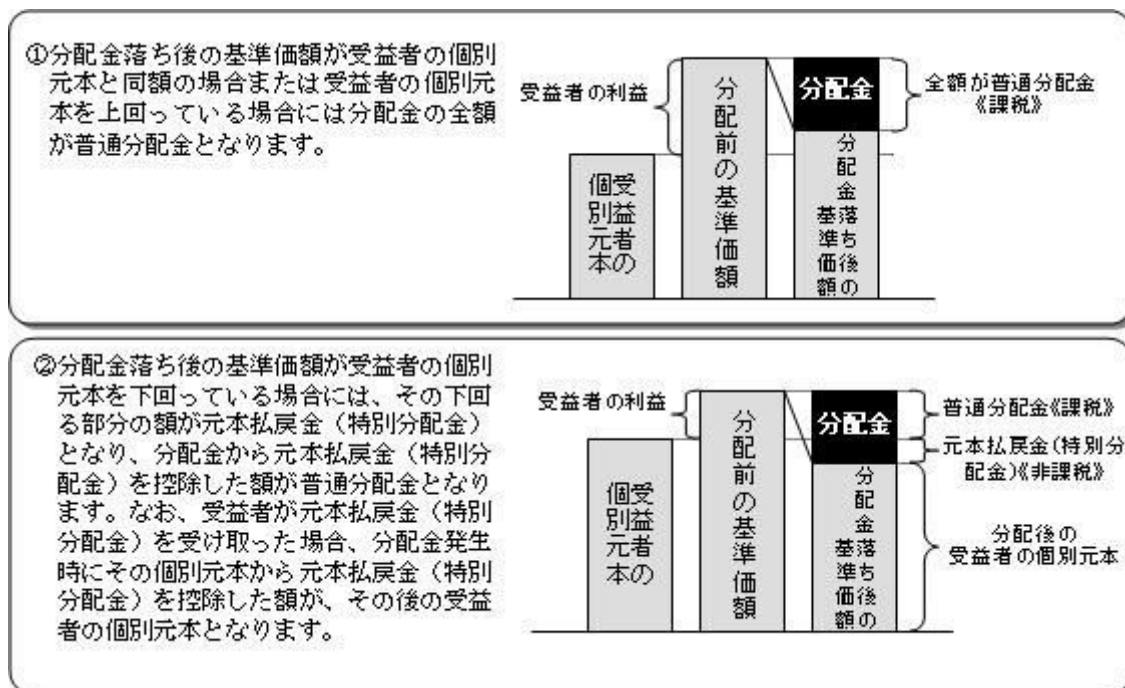 ①分配金落ち後の基準価額が受益者の個別
元本と同額の場合または受益者の個別元
本を上回っている場合には分配金の全額
が普通分配金となります。
受益者の利益
受益者の
個別元本
分配前の基準価額
分配金
分配金落ち後の
基準価額
全額が普通分配金
《課税》
②分配金落ち後の基準価額が受益者の個別
元本を下回っている場合には、その下回
る部分の額が元本払戻金（特別分配金）
となり、分配金から元本払戻金（特別分
配金）を控除した額が普通分配金となり
ます。なお、受益者が元本払戻金（特別
分配金）を受け取った場合、分配金発生
時にその個別元本から元本払戻金（特別
分配金）を控除した額が、その後の受益
者の個別元本となります。
受益者の利益
受益者の
個別元本
分配前の基準価額
分配金
分配金落ち後の
基準価額
普通分配金《課税》
元本払戻金（特別分
配金）《非課税》
分配後の
受益者の個別元本